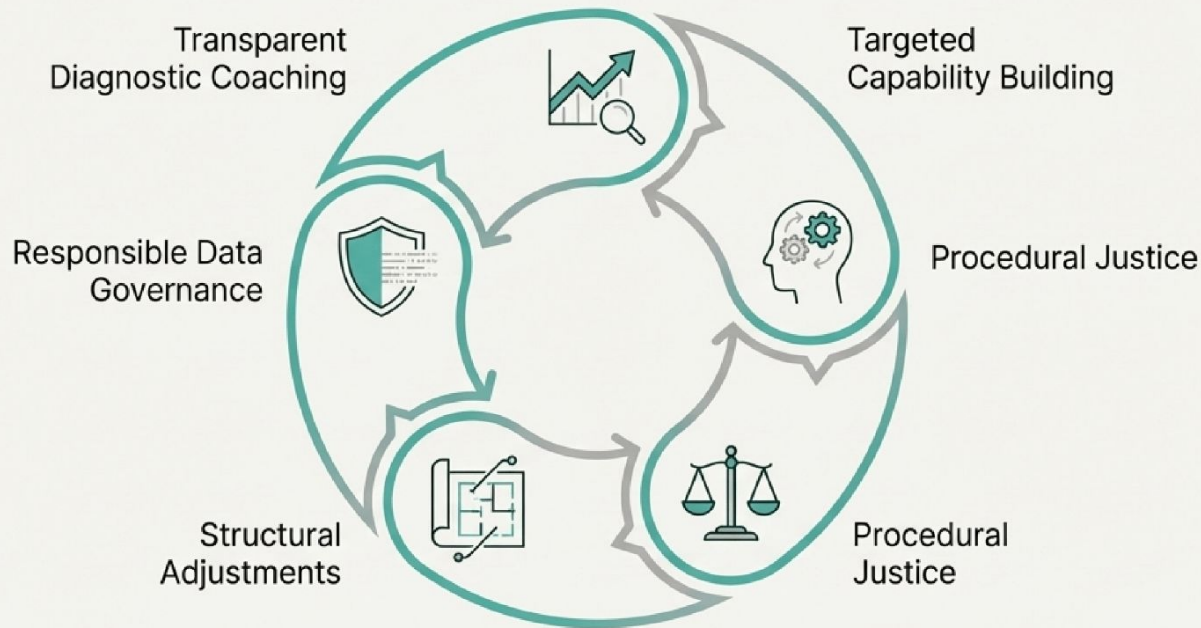 Transparent
Diagnostic Coaching
Targeted
Capability Building
Responsible Data
Governance
Procedural Justice
Structural
Adjustments
Procedural
Justice